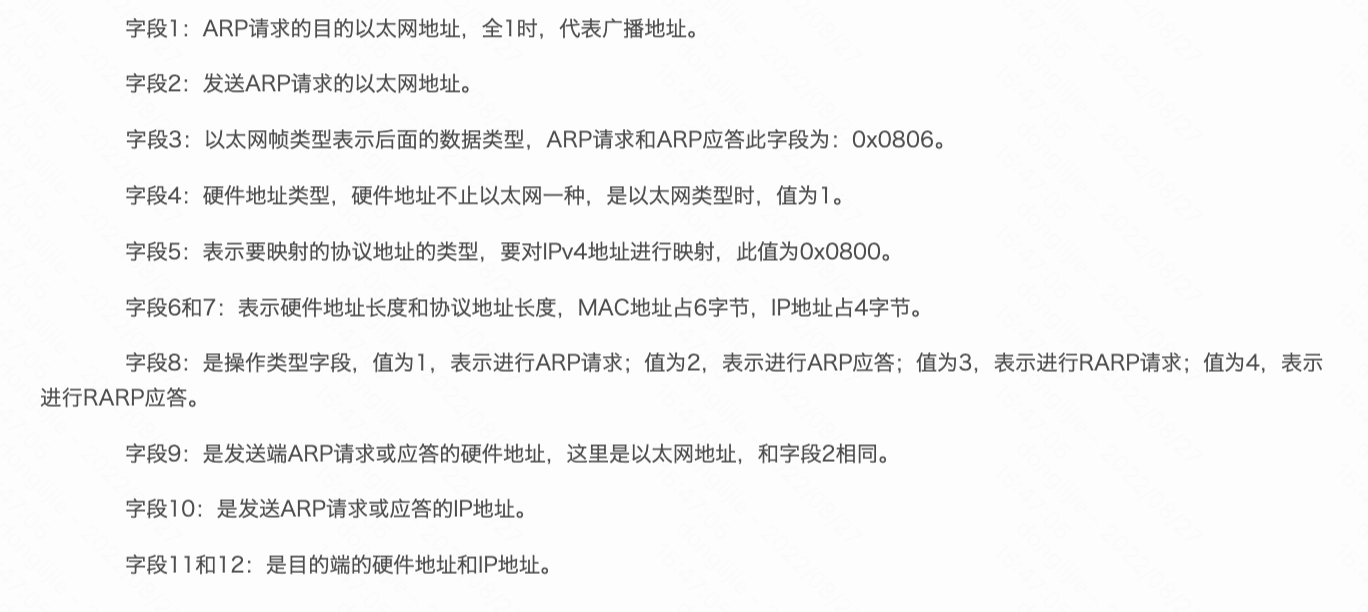 字段1：ARP请求的目的以太网地址，全1时，代表广播地址。
字段2：发送ARP请求的以太网地址。
字段3：以太网帧类型表示后面的数据类型，ARP请求和ARP应答此字段为：0x0806。
字段4：硬件地址类型，硬件地址不止以太网一种，是以太网类型时，值为1。
字段5：表示要映射的协议地址的类型，要对IPv4地址进行映射，此值为0x0800。
字段6和7：表示硬件地址长度和协议地址长度，MAC地址占6字节，IP地址占4字节。
字段8：是操作类型字段，值为1，表示进行ARP请求；值为2，表示进行ARP应答；值为3，表示进行RARP请求；值为4，表示
进行RARP应答。
字段9：是发送端ARP请求或应答的硬件地址，这里是以太网地址，和字段2相同。
字段10：是发送ARP请求或应答的IP地址。
字段11和12：是目的端的硬件地址和IP地址。